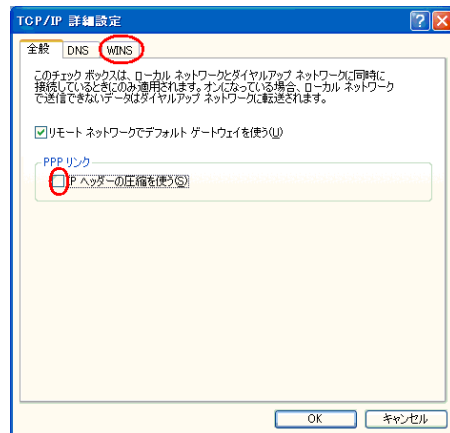 TCP/IP 詳細設定
全般 DNS WINS
このチェック ボックスは、ローカル ネットワークとダイヤルアップ ネットワークに同時に
接続しているときにのみ適用されます。オンになっている場合、ローカル ネットワーク
で送信できないデータはダイヤルアップ ネットワークに転送されます。
リモート ネットワークでデフォルト ゲートウェイを使う(U)
PPP リンク
IP ヘッダーの圧縮を使う(S)
OK キャンセル